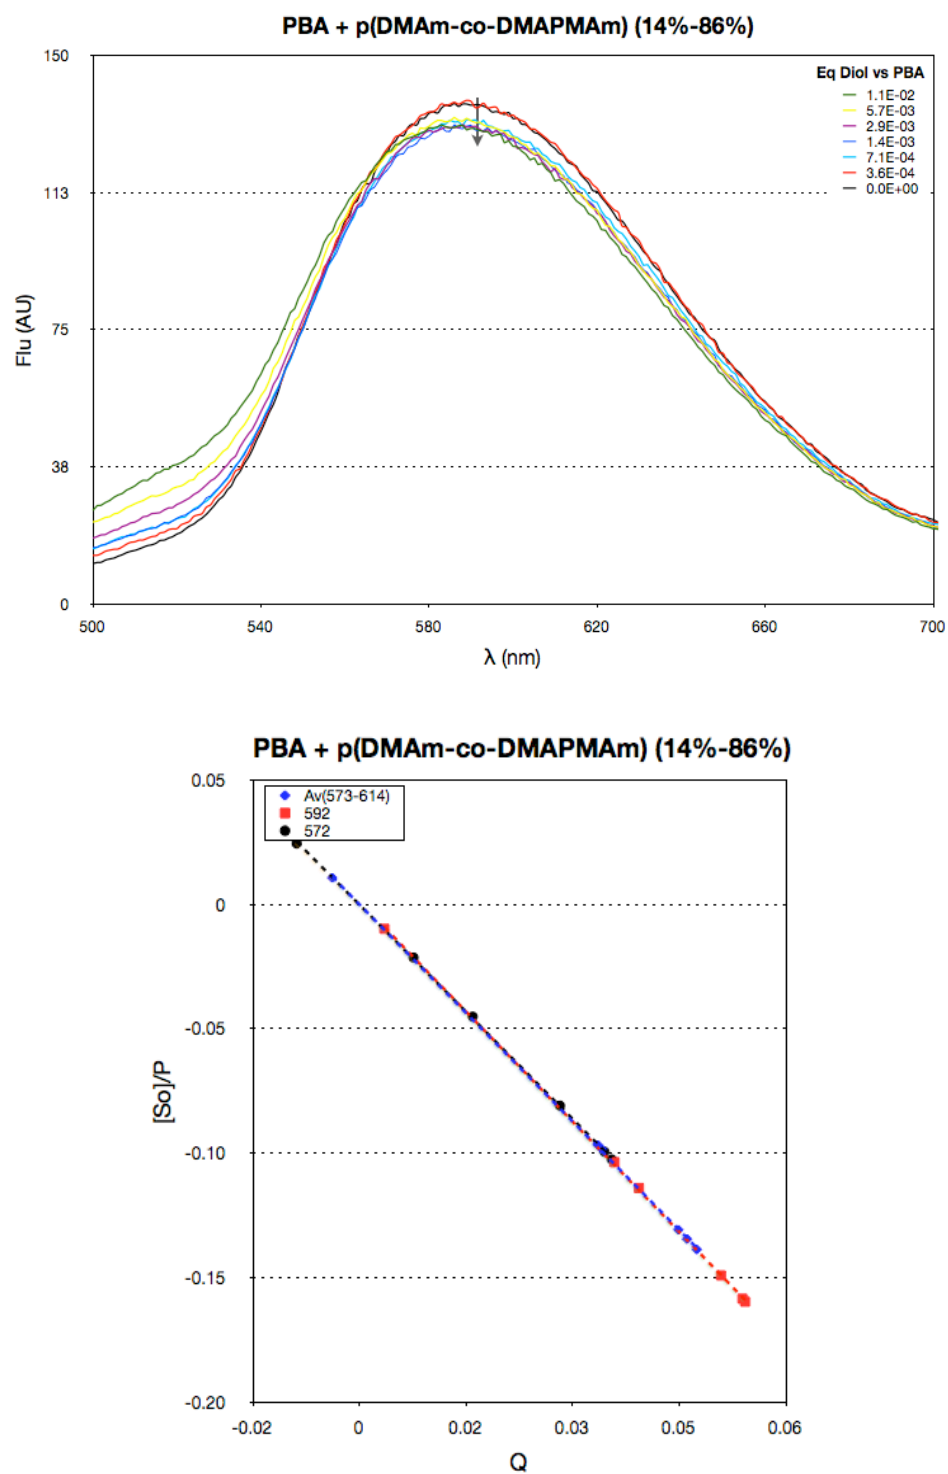 PBA + p(DMAm-co-DMAPMAm) (14%-86%)
150
113
75
38
0
Flu (AU)
Eq Diol vs PBA
1.1E-02
5.7E-03
2.9E-03
1.4E-03
7.1E-04
3.6E-04
0.0E+00
500
540
580
620
660
700
λ (nm)
PBA + p(DMAm-co-DMAPMAm) (14%-86%)
0.05
0
-0.05
-0.10
-0.15
-0.20
[So]/P
Av(573-614)
592
572
-0.02
0
0.02
0.03
0.05
0.06
Q